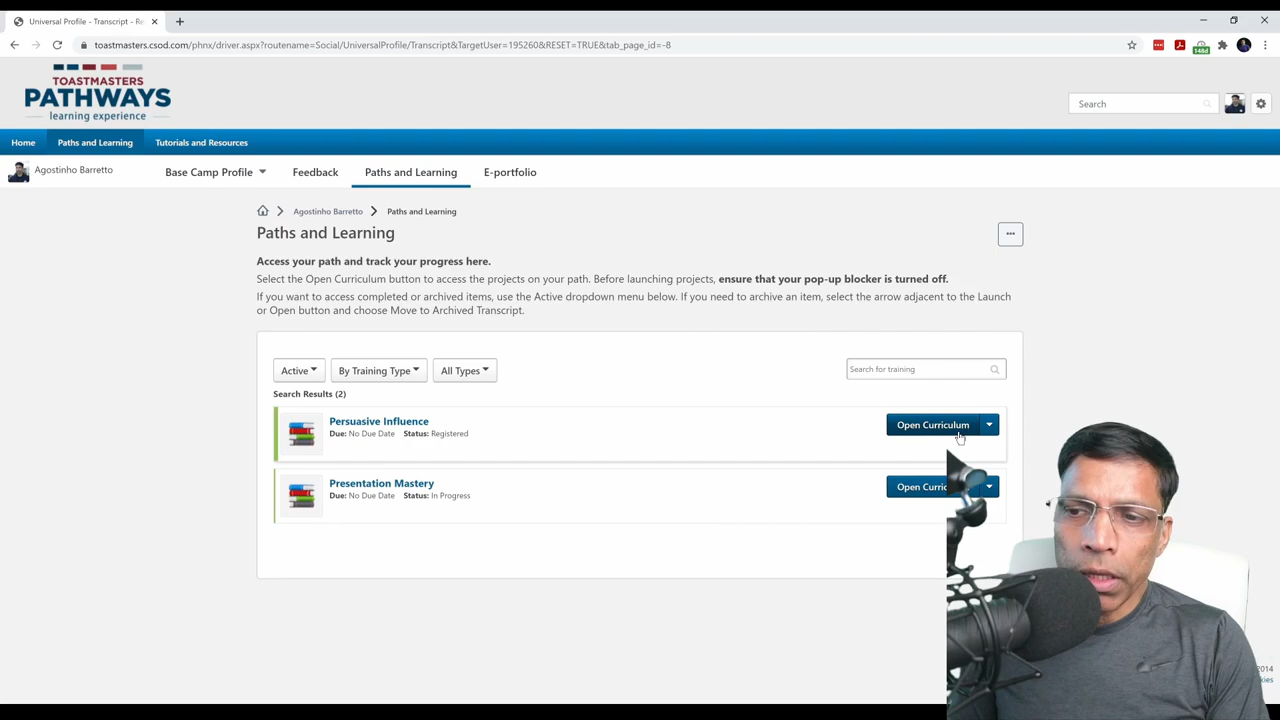 Universal Profile - Transcript - Re
toastmasters.csod.com/phnx/driver.aspx?routename=Social/UniversalProfile/Transcript&TargetUser=195260&RESET=TRUE&tab_page_id=-8
148d
TOASTMASTERS
PATHWAYS
learning experience
Search
Home
Paths and Learning
Tutorials and Resources
Agostinho Barretto
Base Camp Profile
Feedback
Paths and Learning
E-portfolio
Agostinho Barretto
Paths and Learning
Paths and Learning
Access your path and track your progress here.
Select the Open Curriculum button to access the projects on your path. Before launching projects, ensure that your pop-up blocker is turned off.
If you want to access completed or archived items, use the Active dropdown menu below. If you need to archive an item, select the arrow adjacent to the Launch
or Open button and choose Move to Archived Transcript.
Active
By Training Type
All Types
Search for training
Search Results (2)
Persuasive Influence
Due: No Due Date Status: Registered
Open Curriculum
Presentation Mastery
Due: No Due Date Status: In Progress
Open Curric
2014
kies